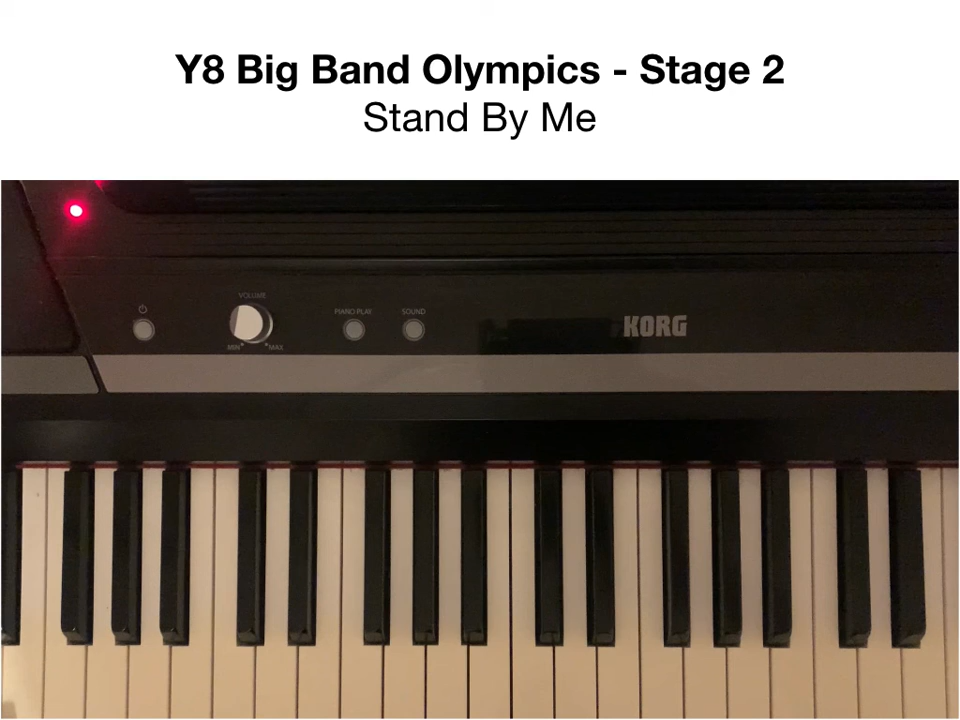 Y8 Big Band Olympics - Stage 2
Stand By Me
VOLUME
PIANO PLAY
SOUND
KORG
MIN
MAX